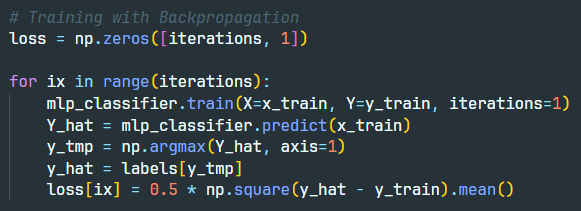 # Training with Backpropagation
loss = np.zeros([iterations, 1])
for ix in range(iterations):
    mlp_classifier.train(X=x_train, Y=y_train, iterations=1)
    Y_hat = mlp_classifier.predict(x_train)
    y_tmp = np.argmax(Y_hat, axis=1)
    y_hat = labels[y_tmp]
    loss[ix] = 0.5 * np.square(y_hat - y_train).mean()